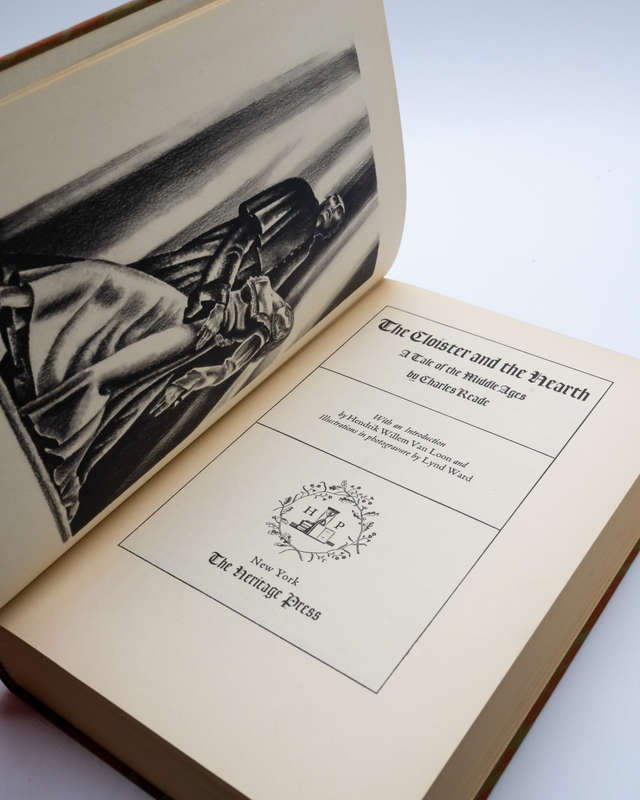 The Cloister and the Hearth
A Tale of the Middle Ages
by Charles Reade
With an Introduction
by Hendrik Willem Van Loon and
Illustrations in photogravure by Lynd Ward
H P
New York
The Heritage Press